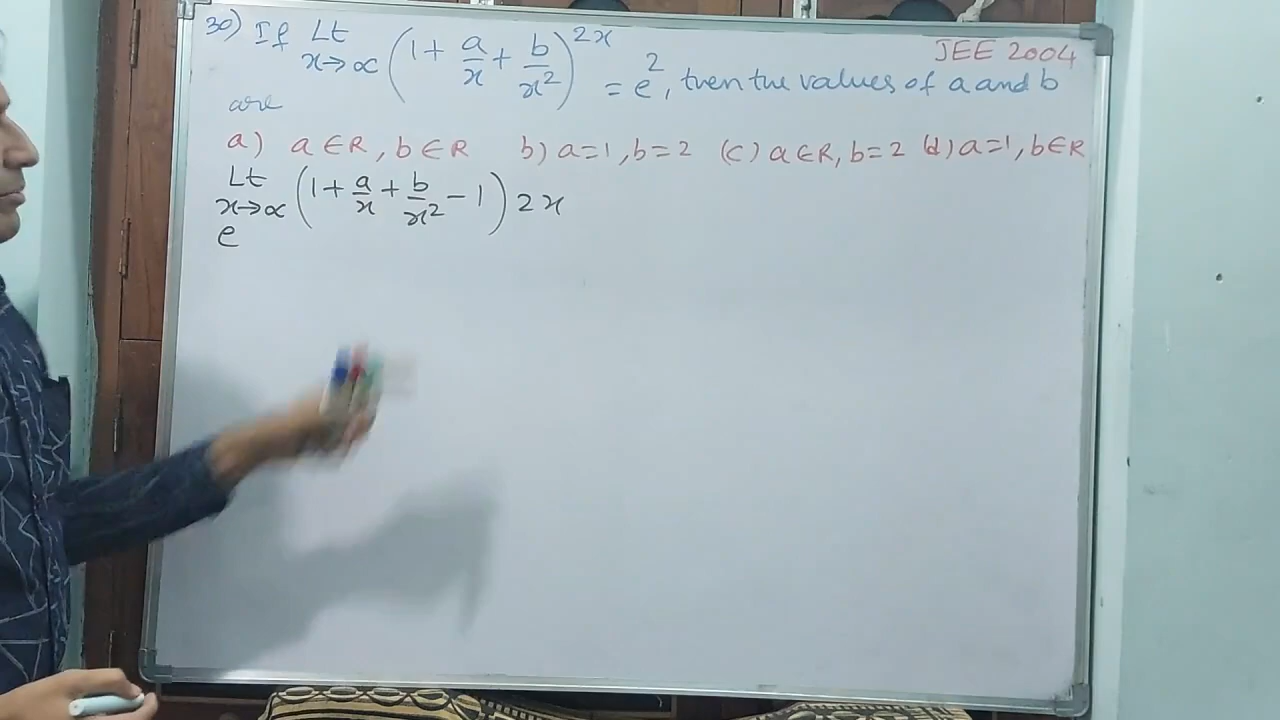 30) If Lt x→∝ (1 + a/x + b/x²)^2x = e², then the values of a and b
JEE 2004
are
a) a∈R, b∈R b) a=1, b=2 (c) a∈R, b=2 (d) a=1, b∈R
e^Lt x→∝ (1 + a/x + b/x² - 1) 2x